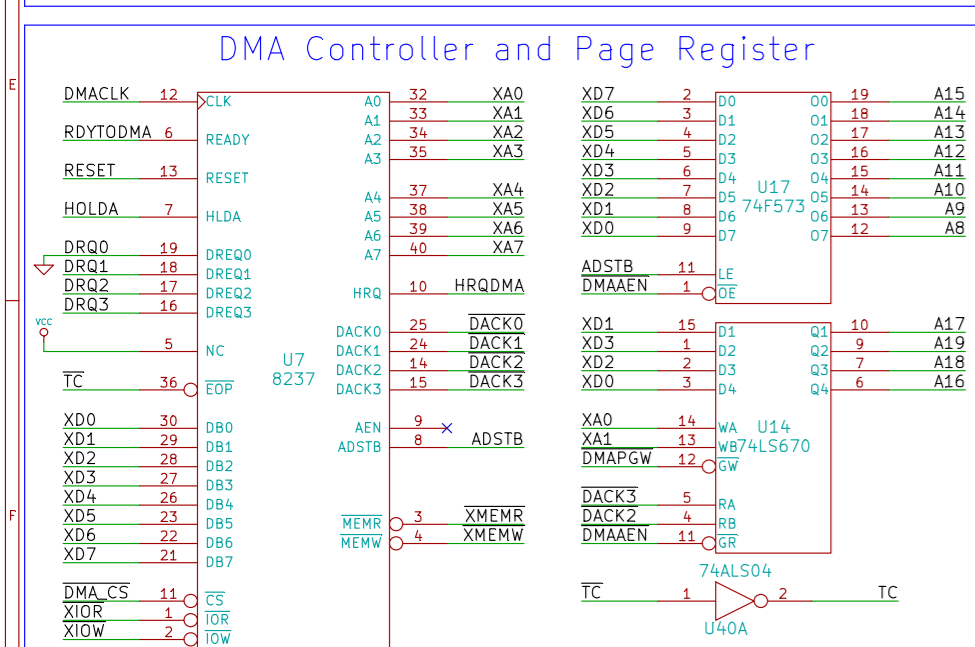 DMA Controller and Page Register
E
F
DMACLK 12 CLK
RDYTODMA 6 READY
RESET 13 RESET
HOLDA 7 HLDA
DRQ0 19 DREQ0
DRQ1 18 DREQ1
DRQ2 17 DREQ2
DRQ3 16 DREQ3
VCC
5 NC
TC 36 EOP
XD0 30 DB0
XD1 29 DB1
XD2 28 DB2
XD3 27 DB3
XD4 26 DB4
XD5 23 DB5
XD6 22 DB6
XD7 21 DB7
DMA_CS 11 CS
XIOR 1 IOR
XIOW 2 IOW
U7
8237
A0 32 XA0
A1 33 XA1
A2 34 XA2
A3 35 XA3
A4 37 XA4
A5 38 XA5
A6 39 XA6
A7 40 XA7
HRQ 10 HRQDMA
DACK0 25 DACK0
DACK1 24 DACK1
DACK2 14 DACK2
DACK3 15 DACK3
AEN 9
ADSTB 8 ADSTB
MEMR 3 XMEMR
MEMW 4 XMEMW
XD7 2 D0 O0 19 A15
XD6 3 D1 O1 18 A14
XD5 4 D2 O2 17 A13
XD4 5 D3 O3 16 A12
XD3 6 D4 O4 15 A11
XD2 7 D5 O5 14 A10
XD1 8 D6 O6 13 A9
XD0 9 D7 O7 12 A8
U17
74F573
ADSTB 11 LE
DMAAEN 1 OE
XD1 15 D1 Q1 10 A17
XD3 1 D2 Q2 9 A19
XD2 2 D3 Q3 7 A18
XD0 3 D4 Q4 6 A16
XA0 14 WA
XA1 13 WB
DMAPGW 12 GW
U14
74LS670
DACK3 5 RA
DACK2 4 RB
DMAAEN 11 GR
74ALS04
TC 1 2 TC
U40A